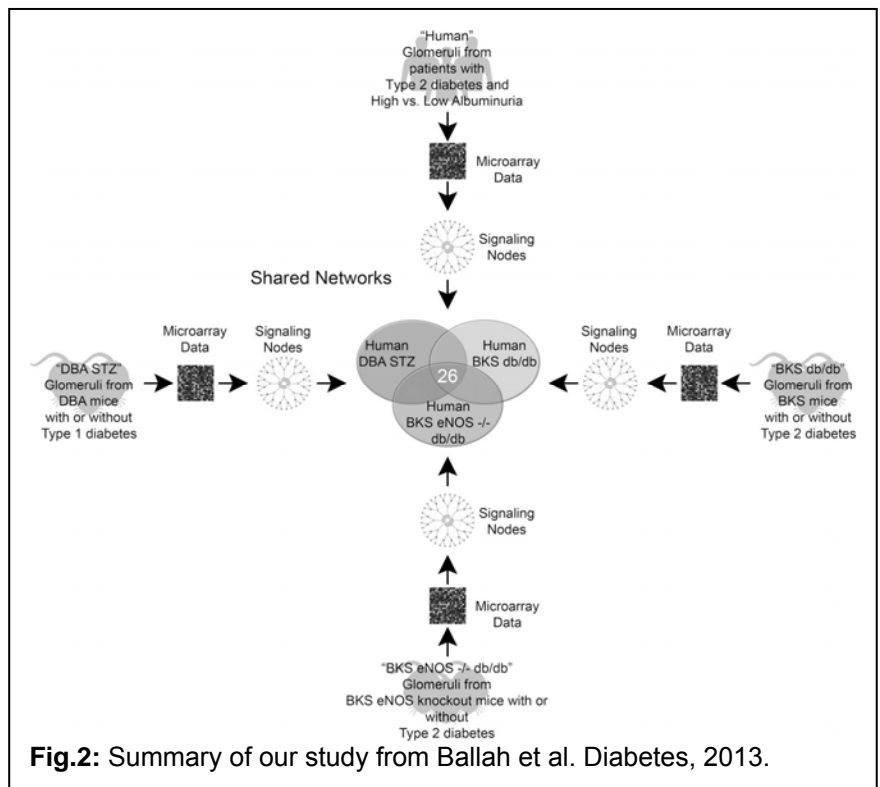 "Human"
Glomeruli from
patients with
Type 2 diabetes and
High vs. Low Albuminuria
Microarray
Data
Signaling
Nodes
Shared Networks
Microarray
Data
Signaling
Nodes
"DBA STZ"
Glomeruli from
DBA mice
with or without
Type 1 diabetes
Human
DBA STZ
Human
BKS db/db
26
Human
BKS eNOS -/-
db/db
Signaling
Nodes
Microarray
Data
"BKS db/db"
Glomeruli from
BKS mice
with or without
Type 2 diabetes
Signaling
Nodes
Microarray
Data
"BKS eNOS -/- db/db"
Glomeruli from
BKS eNOS knockout mice with or
without
Type 2 diabetes
Fig.2: Summary of our study from Ballah et al. Diabetes, 2013.